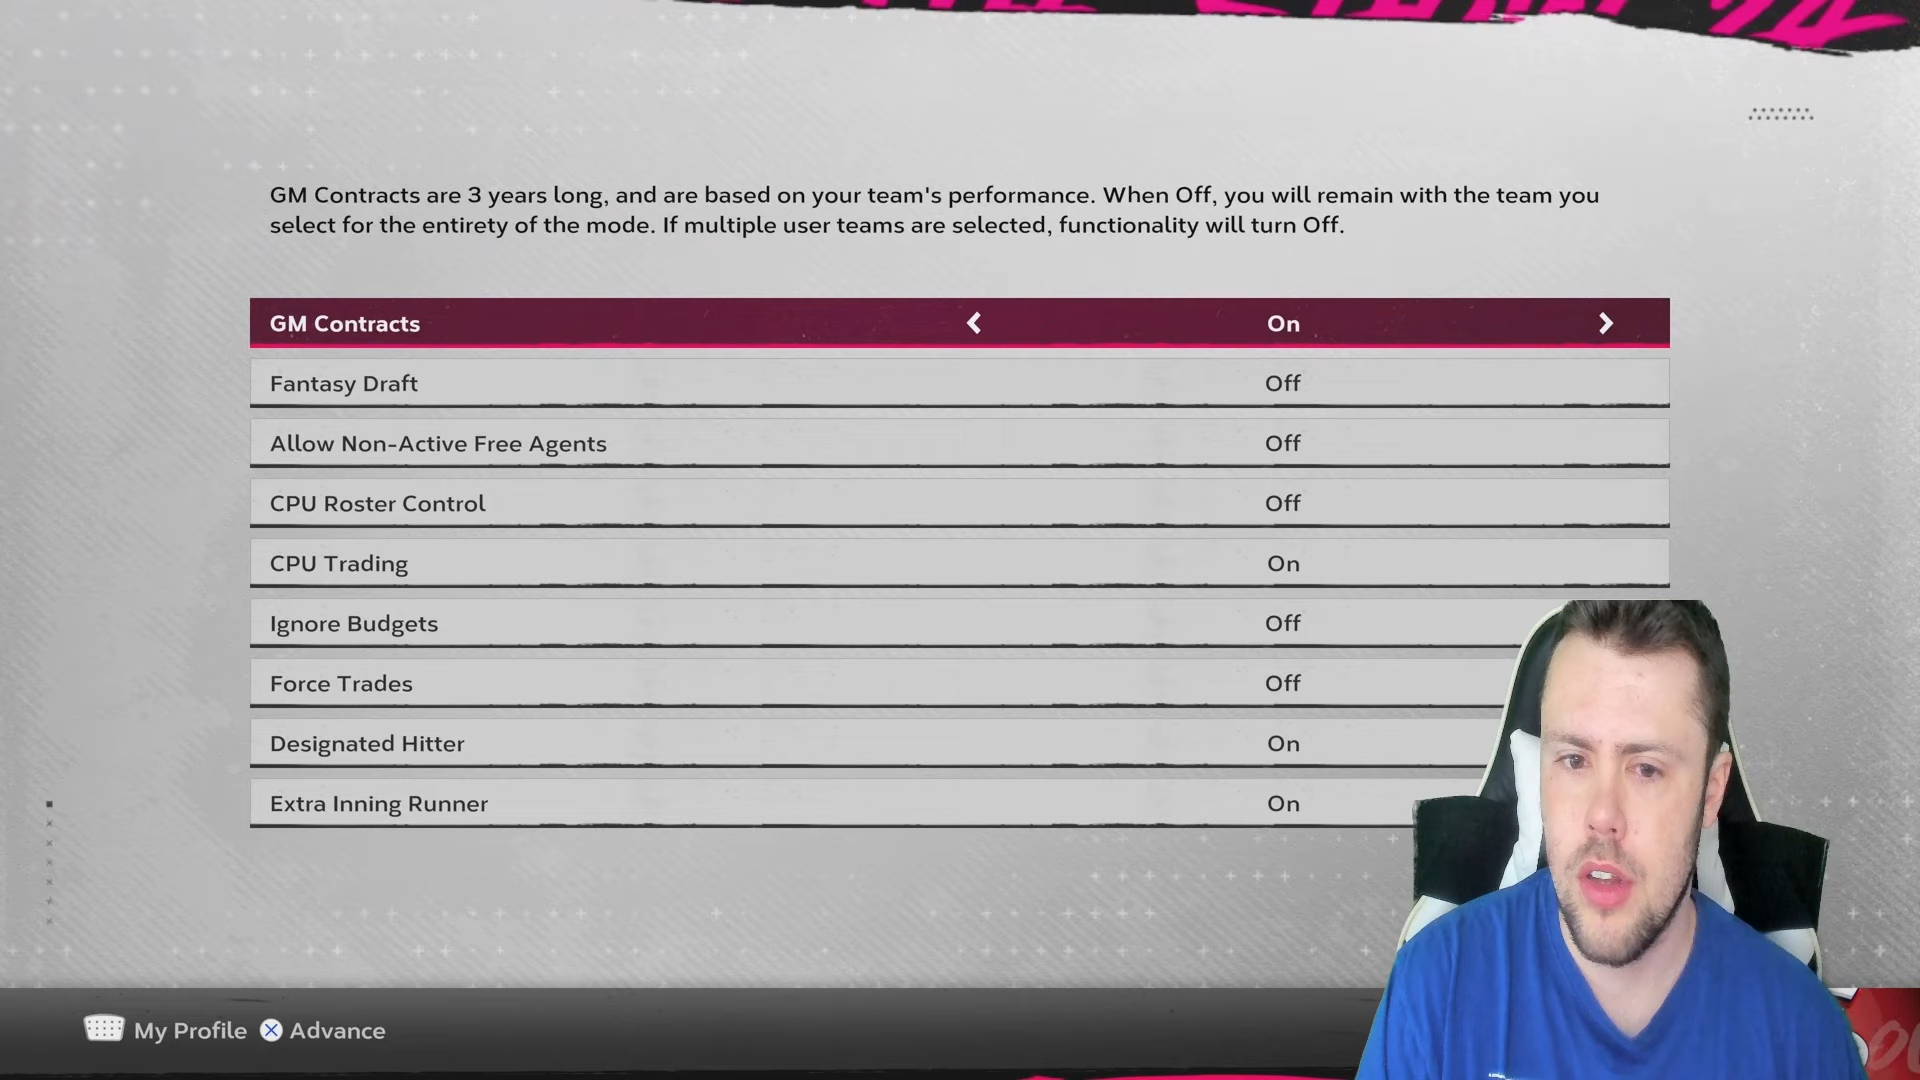 GM Contracts are 3 years long, and are based on your team's performance. When Off, you will remain with the team you
select for the entirety of the mode. If multiple user teams are selected, functionality will turn Off.
GM Contracts On
Fantasy Draft Off
Allow Non-Active Free Agents Off
CPU Roster Control Off
CPU Trading On
Ignore Budgets Off
Force Trades Off
Designated Hitter On
Extra Inning Runner On
My Profile Advance